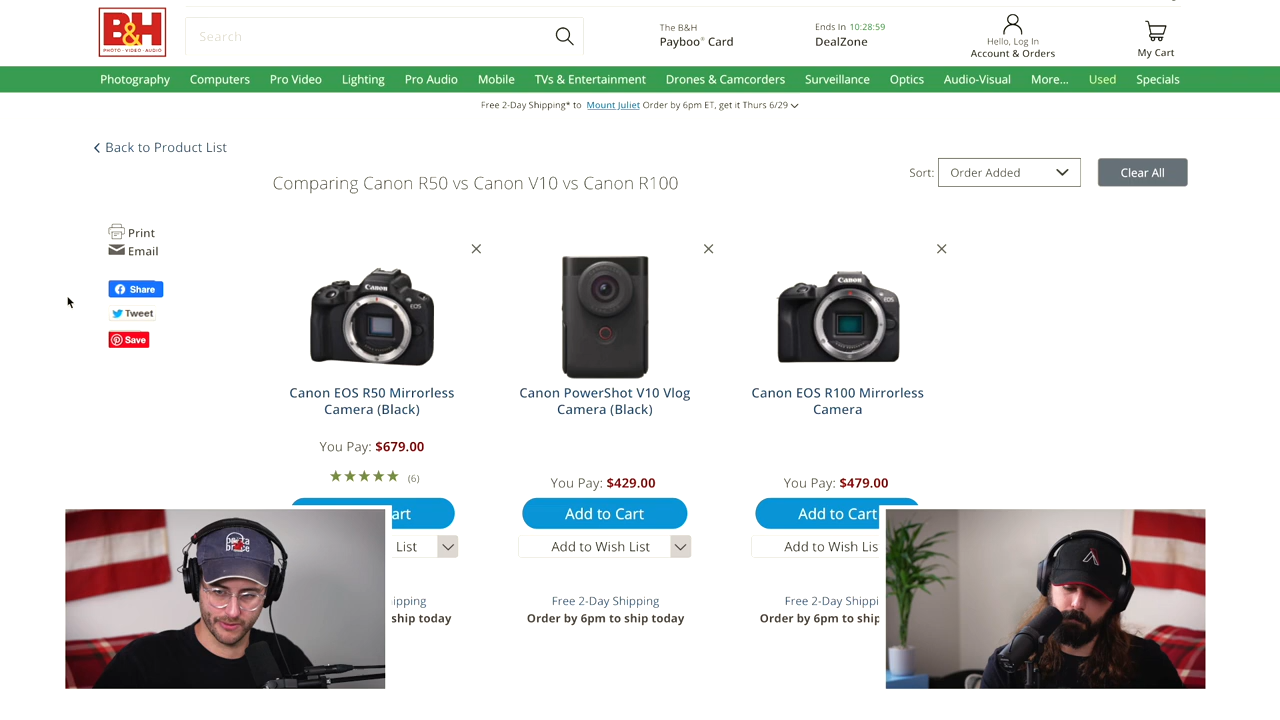 B&H
PHOTO · VIDEO · AUDIO
Search
The B&H
Payboo® Card
Ends In 10:28:59
DealZone
Hello, Log In
Account & Orders
My Cart
Photography Computers Pro Video Lighting Pro Audio Mobile TVs & Entertainment Drones & Camcorders Surveillance Optics Audio-Visual More... Used Specials
Free 2-Day Shipping* to Mount Juliet Order by 6pm ET, get it Thurs 6/29
Back to Product List
Comparing Canon R50 vs Canon V10 vs Canon R100
Sort: Order Added
Clear All
Print
Email
Share
Tweet
Save
Canon EOS R50 Mirrorless
Camera (Black)
You Pay: $679.00
(6)
art
List
ipping
ship today
Canon PowerShot V10 Vlog
Camera (Black)
You Pay: $429.00
Add to Cart
Add to Wish List
Free 2-Day Shipping
Order by 6pm to ship today
Canon EOS R100 Mirrorless
Camera
You Pay: $479.00
Add to Cart
Add to Wish Lis
Free 2-Day Shippi
Order by 6pm to ship